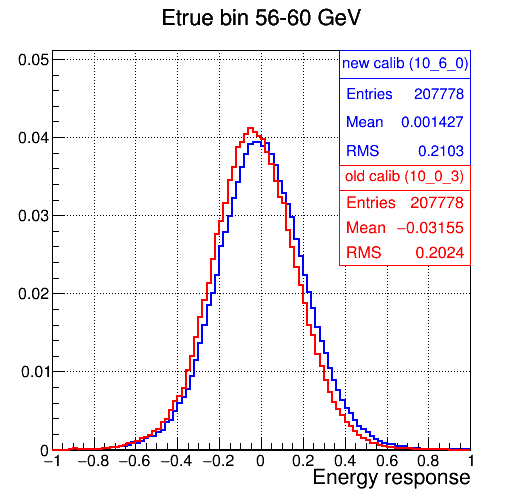 Etrue bin 56-60 GeV
0.05
0.04
0.03
0.02
0.01
0
new calib (10_6_0)
Entries 207778
Mean 0.001427
RMS 0.2103
old calib (10_0_3)
Entries 207778
Mean −0.03155
RMS 0.2024
−1 −0.8 −0.6 −0.4 −0.2 0 0.2 0.4 0.6 0.8 1
Energy response